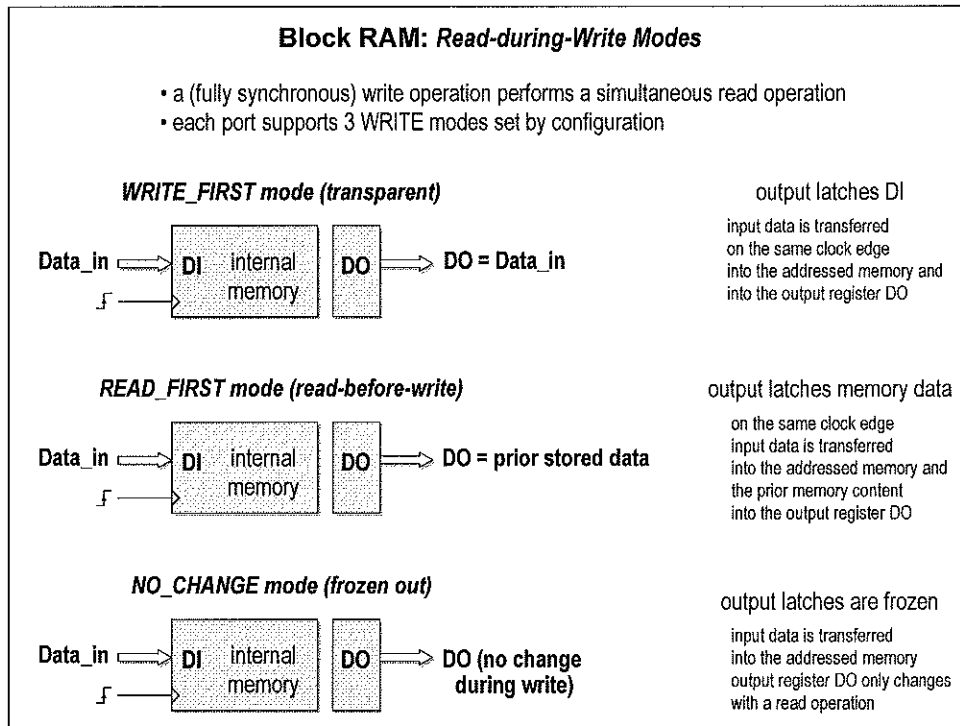 Block RAM: Read-during-Write Modes
• a (fully synchronous) write operation performs a simultaneous read operation
• each port supports 3 WRITE modes set by configuration
WRITE_FIRST mode (transparent)
Data_in
DI
internal
memory
DO
DO = Data_in
output latches DI
input data is transferred
on the same clock edge
into the addressed memory and
into the output register DO
READ_FIRST mode (read-before-write)
Data_in
DI
internal
memory
DO
DO = prior stored data
output latches memory data
on the same clock edge
input data is transferred
into the addressed memory and
the prior memory content
into the output register DO
NO_CHANGE mode (frozen out)
Data_in
DI
internal
memory
DO
DO (no change
during write)
output latches are frozen
input data is transferred
into the addressed memory
output register DO only changes
with a read operation